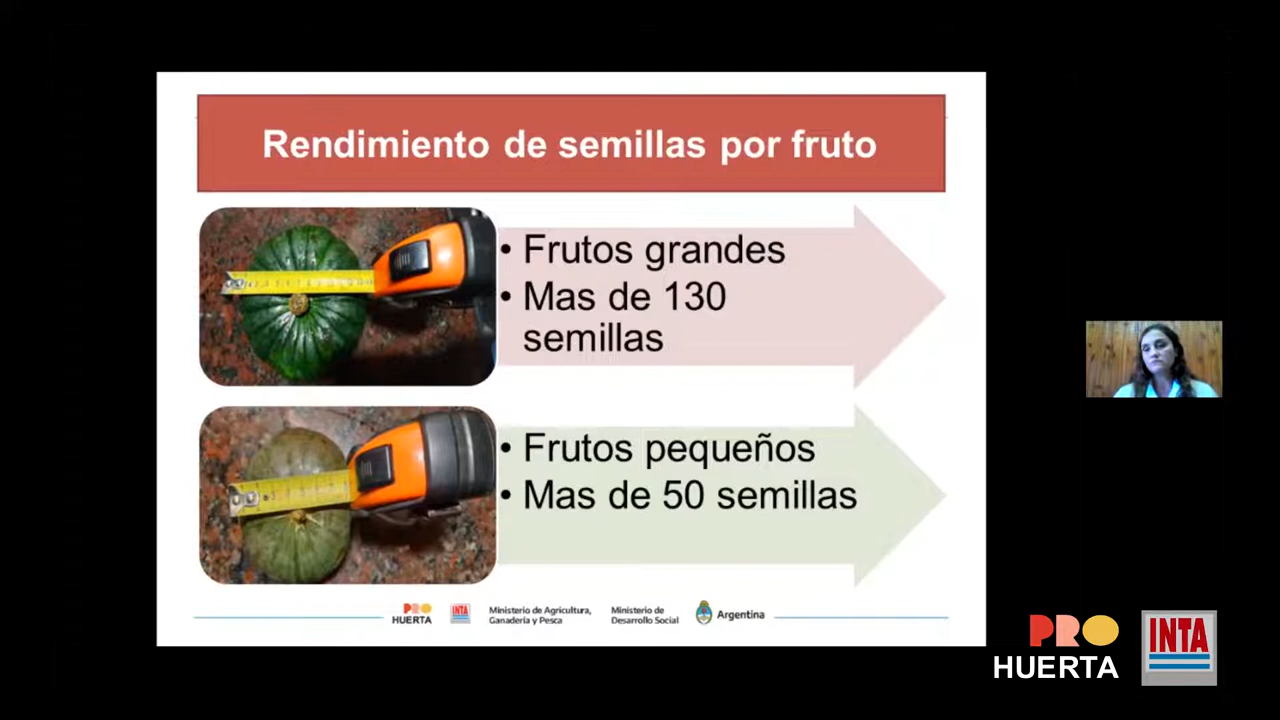 Rendimiento de semillas por fruto
• Frutos grandes
• Mas de 130
semillas
• Frutos pequeños
• Mas de 50 semillas
PRO
HUERTA
INTA
Ministerio de Agricultura,
Ganadería y Pesca
Ministerio de
Desarrollo Social
Argentina
PRO
HUERTA
INTA